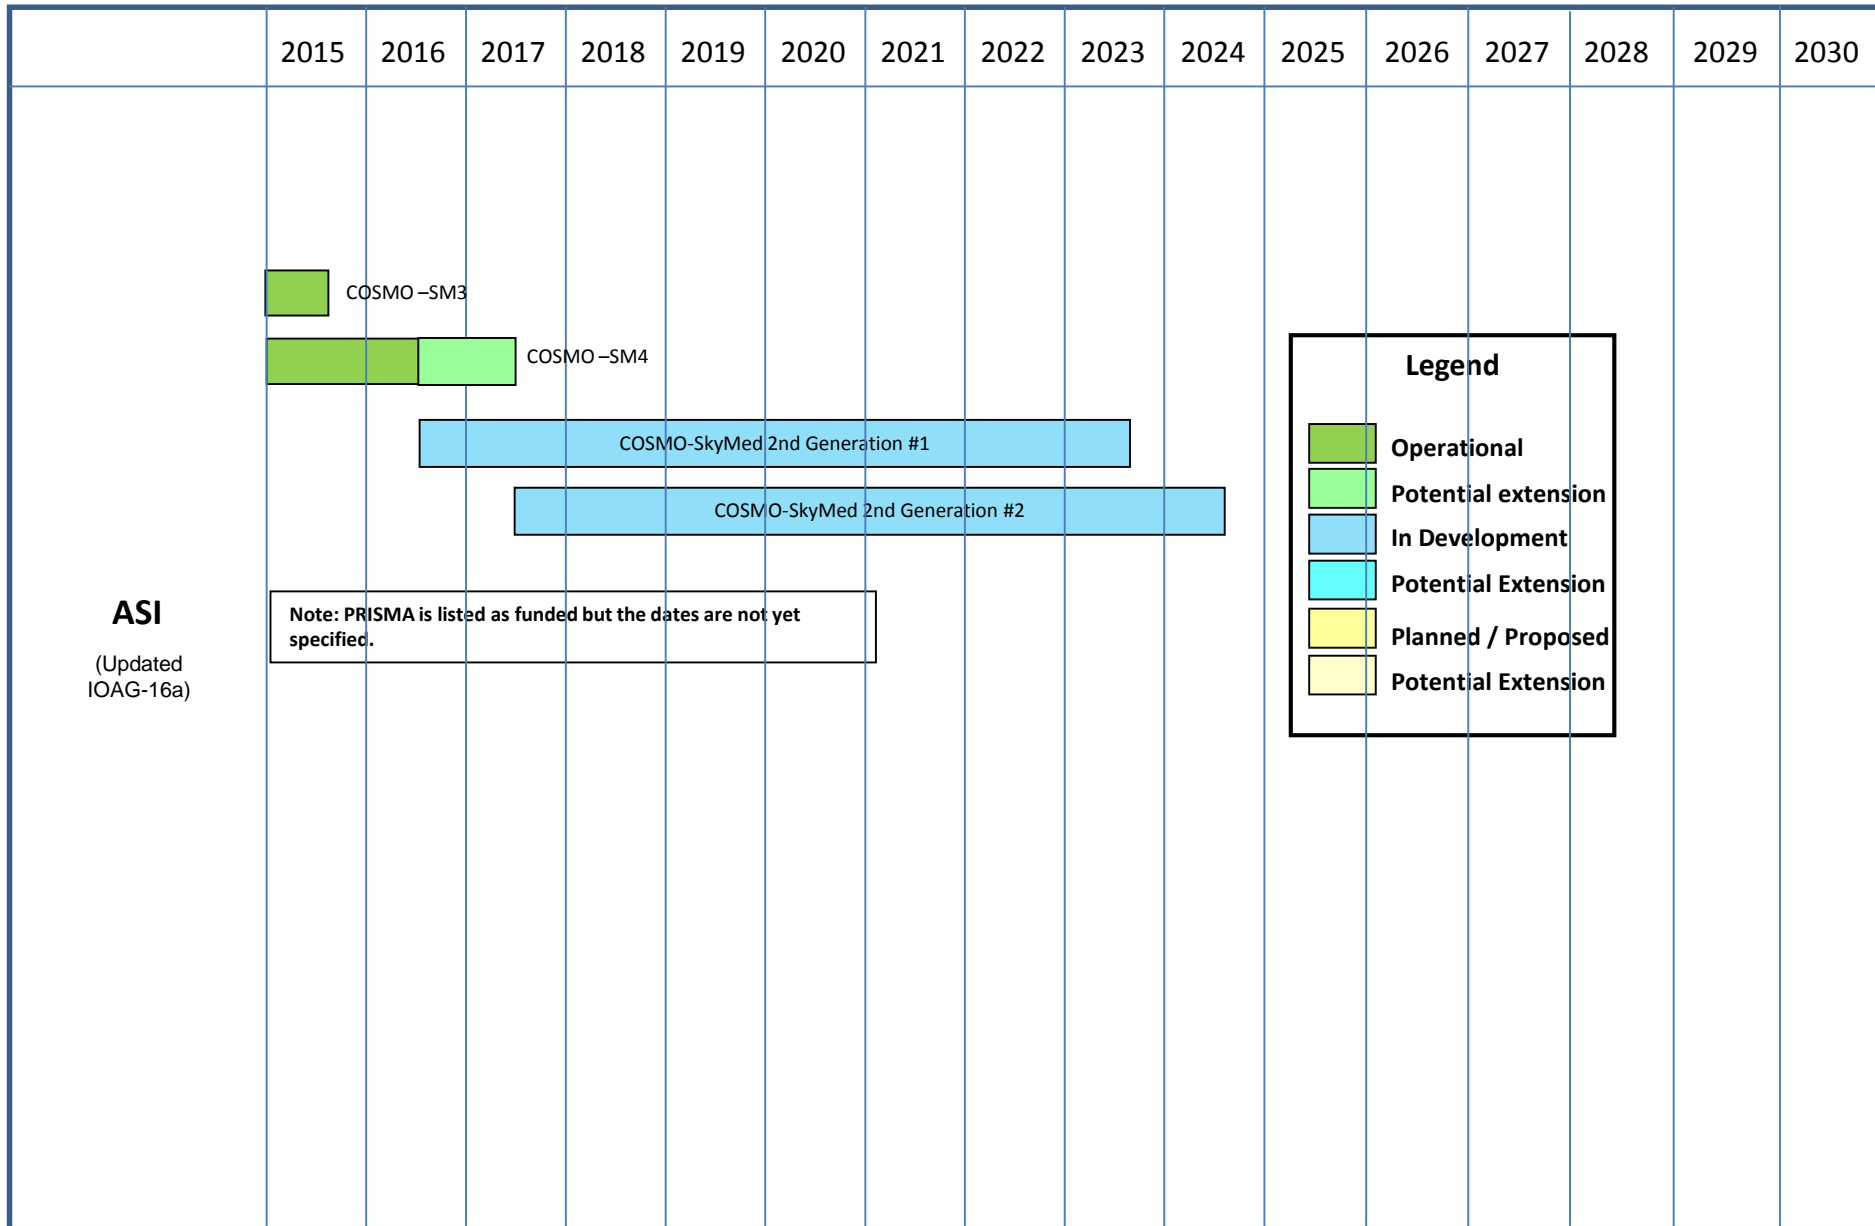 2015 2016 2017 2018 2019 2020 2021 2022 2023 2024 2025 2026 2027 2028 2029 2030
COSMO –SM3
COSMO –SM4
COSMO-SkyMed 2nd Generation #1
COSMO-SkyMed 2nd Generation #2
ASI
(Updated
IOAG-16a)
Note: PRISMA is listed as funded but the dates are not yet
specified.
Legend
Operational
Potential extension
In Development
Potential Extension
Planned / Proposed
Potential Extension